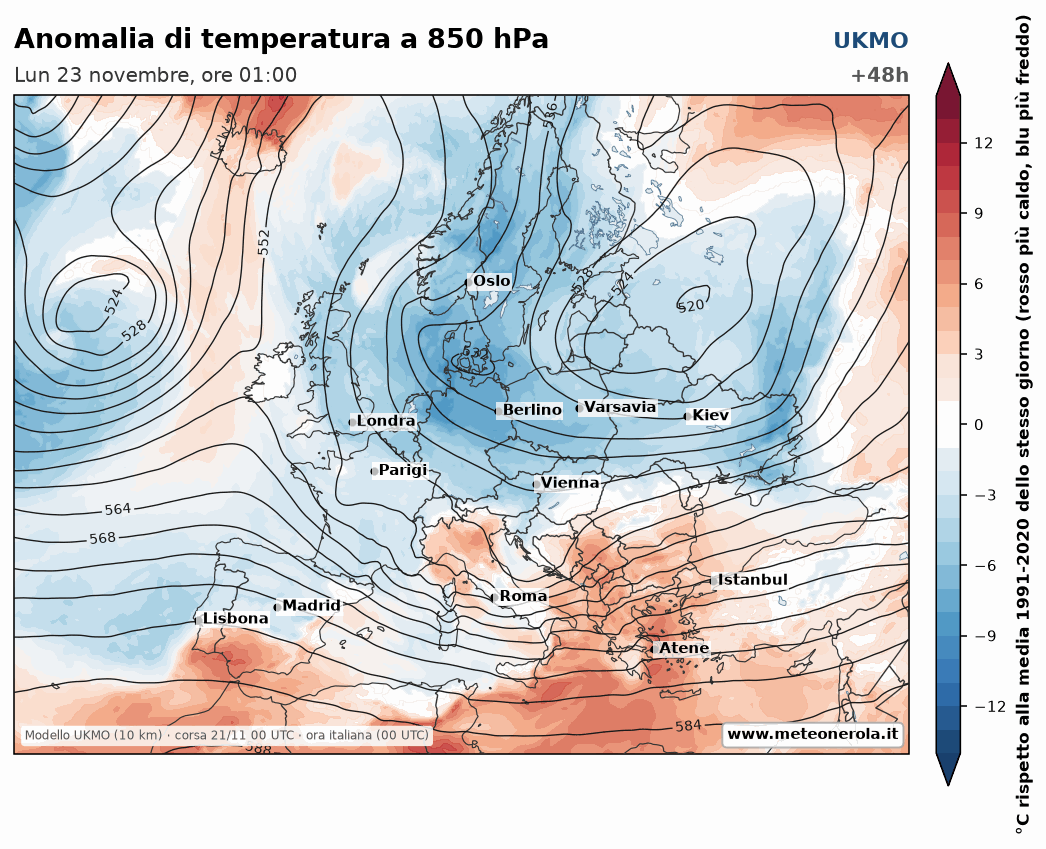 Anomalia di temperatura a 850 hPa
UKMO
Lun 23 novembre, ore 01:00
+48h
552
524
528
528
524
520
Oslo
Berlino
Varsavia
Kiev
Londra
Parigi
Vienna
564
568
Istanbul
Roma
Madrid
Lisbona
Atene
584
588
Modello UKMO (10 km) · corsa 21/11 00 UTC · ora italiana (00 UTC)
www.meteonerola.it
12
9
6
3
0
−3
−6
−9
−12
°C rispetto alla media 1991-2020 dello stesso giorno (rosso più caldo, blu più freddo)